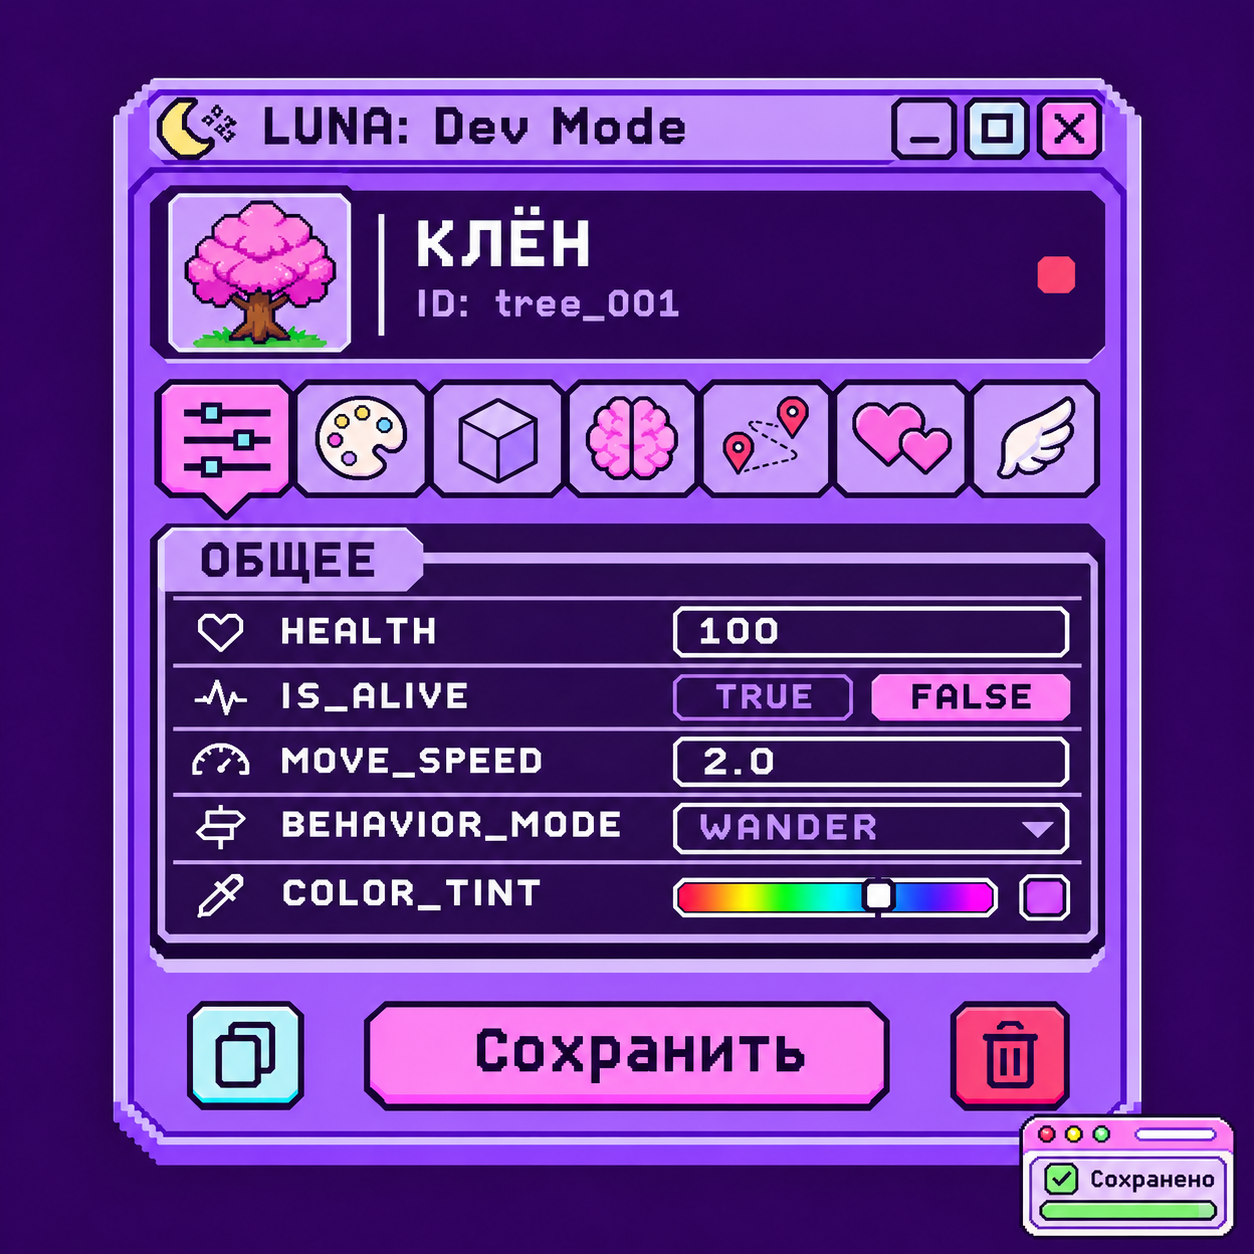 LUNA: Dev Mode
КЛЁН
ID: tree_001
ОБЩЕЕ
HEALTH 100
IS_ALIVE TRUE FALSE
MOVE_SPEED 2.0
BEHAVIOR_MODE WANDER
COLOR_TINT
Сохранить
Сохранено